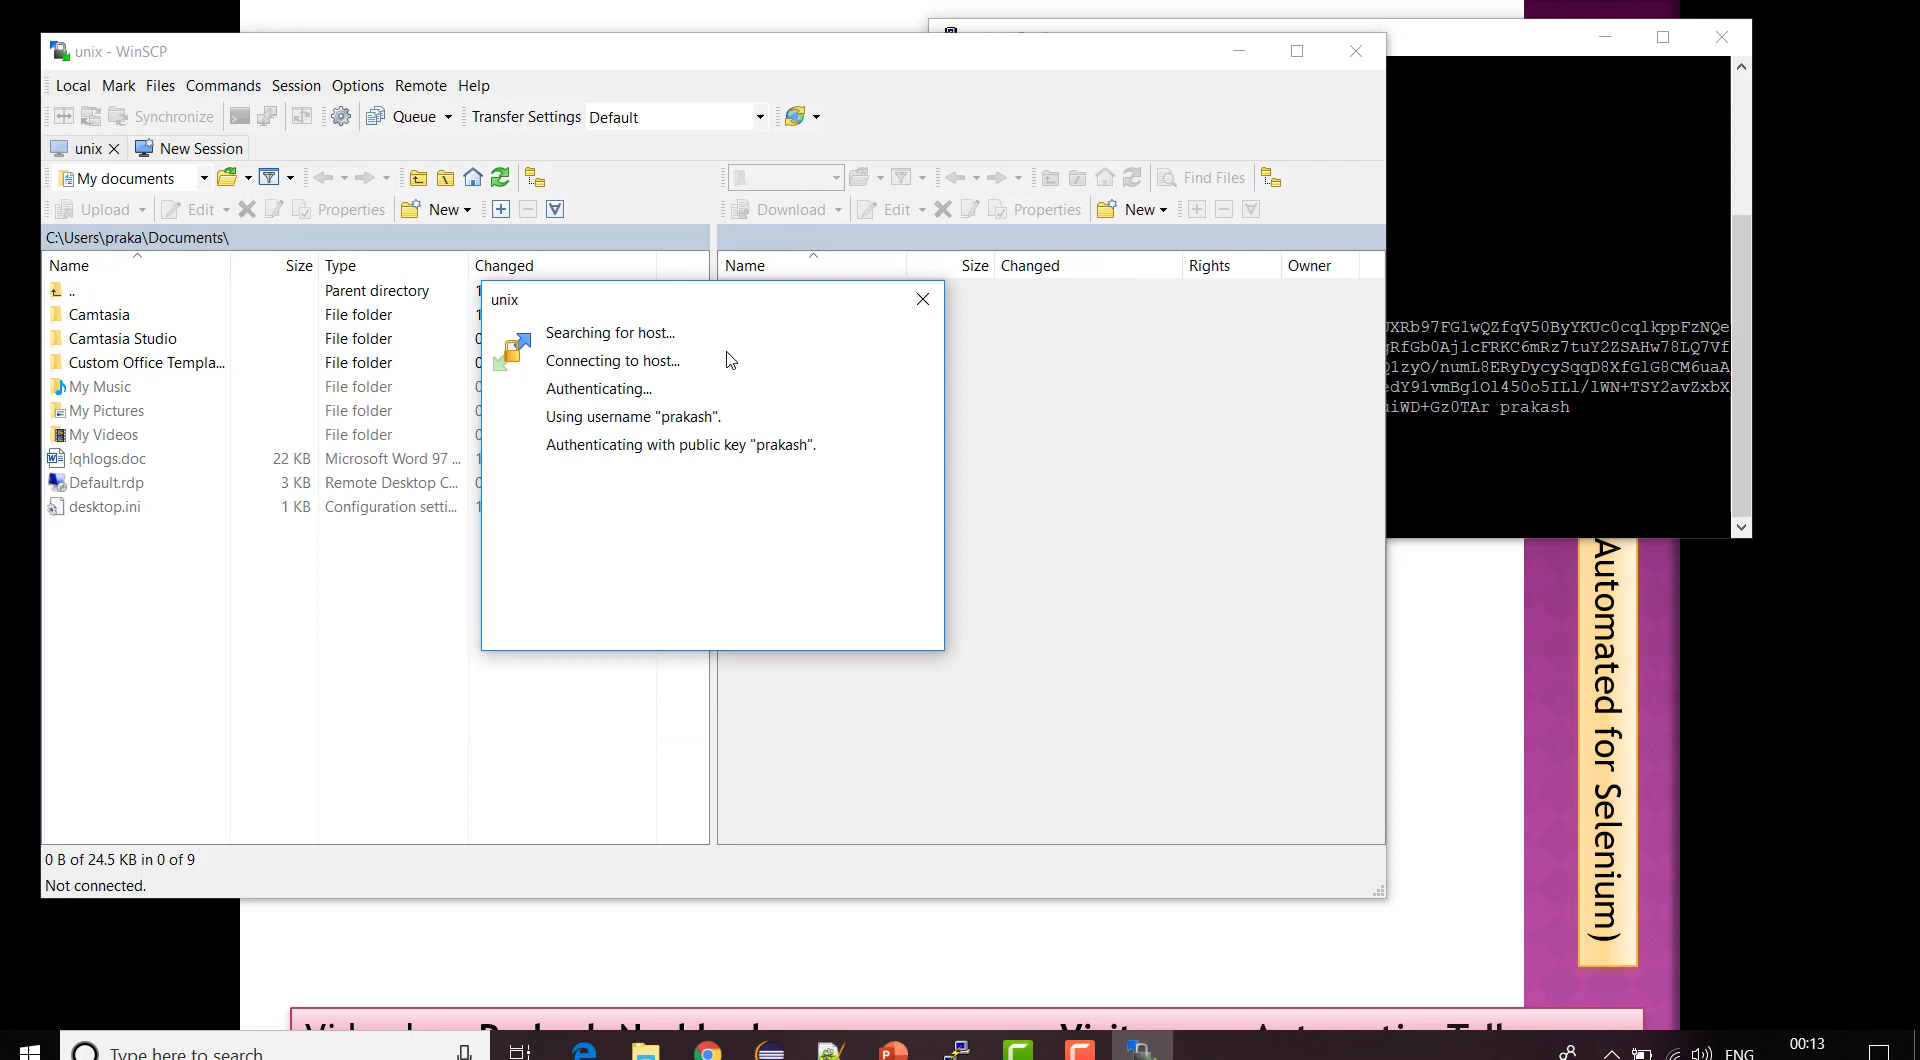 unix - WinSCP
Local Mark Files Commands Session Options Remote Help
Synchronize Queue Transfer Settings Default
unix New Session
My documents Find Files
Upload Edit Properties New Download Edit Properties New
C:\Users\praka\Documents\
Name Size Type Changed Name Size Changed Rights Owner
.. Parent directory
Camtasia File folder
Camtasia Studio File folder
Custom Office Templa... File folder
My Music File folder
My Pictures File folder
My Videos File folder
!qhlogs.doc 22 KB Microsoft Word 97 ...
Default.rdp 3 KB Remote Desktop C...
desktop.ini 1 KB Configuration setti...
unix
Searching for host...
Connecting to host...
Authenticating...
Using username "prakash".
Authenticating with public key "prakash".
XRb97FG1wQZfqV50ByYKUc0cqlkppFzNQe
RfGb0Aj1cFRKC6mRz7tuY2ZSAHw78LQ7Vf
1zyO/numL8ERyDycySqqD8XfGlG8CM6uaA
edY91vmBg1Ol450o5ILl/lWN+TSY2avZxbX
iWD+Gz0TAr prakash
0 B of 24.5 KB in 0 of 9
Not connected.
Automated for Selenium)
Type here to search
ENG
00:13